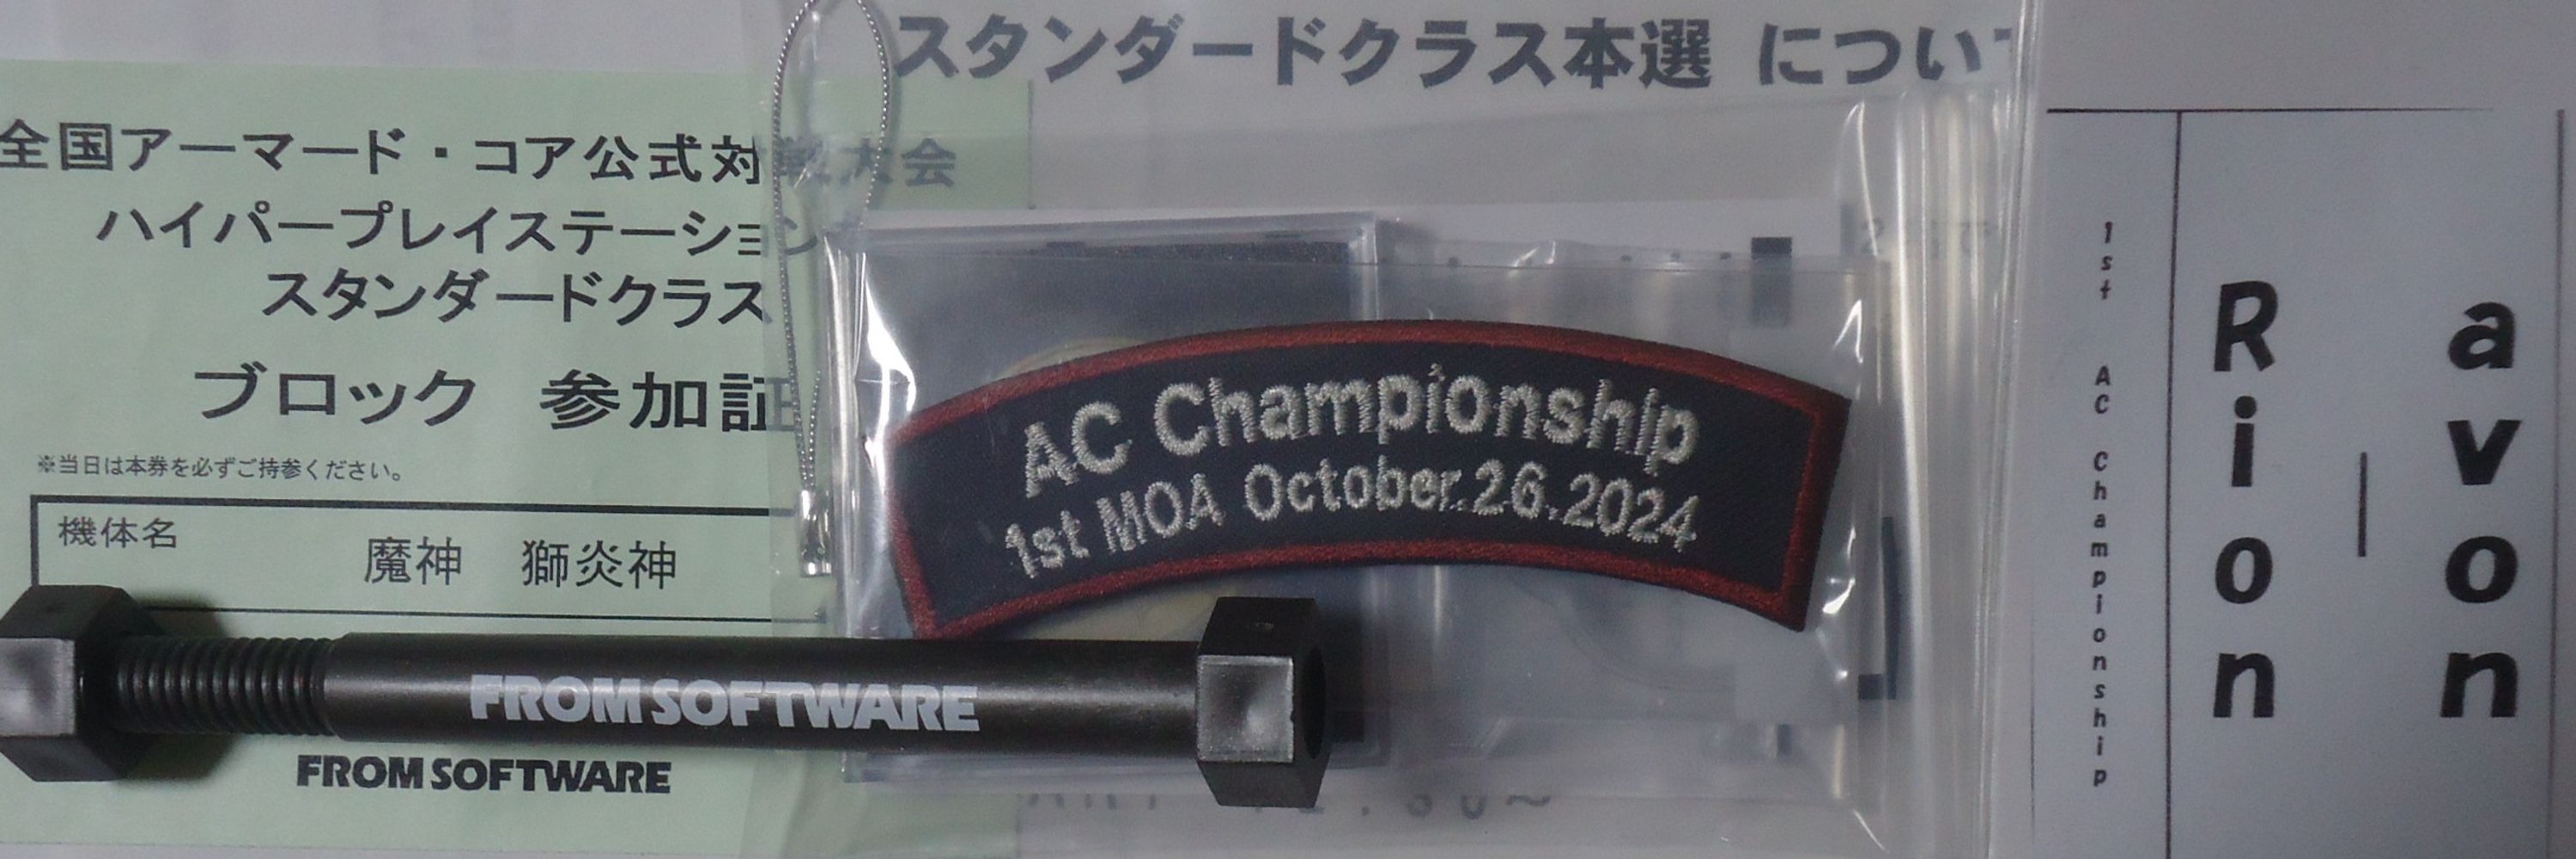 スタンダードクラス本選 につい
全国アーマード・コア公式対戦大会
ハイパープレイステーション
スタンダードクラス
ブロック 参加証
※当日は本券を必ずご持参ください。
機体名
魔神 獅炎神
FROM SOFTWARE
FROM SOFTWARE
AC Championship
1st MOA October.26.2024
1st AC Championship
Rion
avon